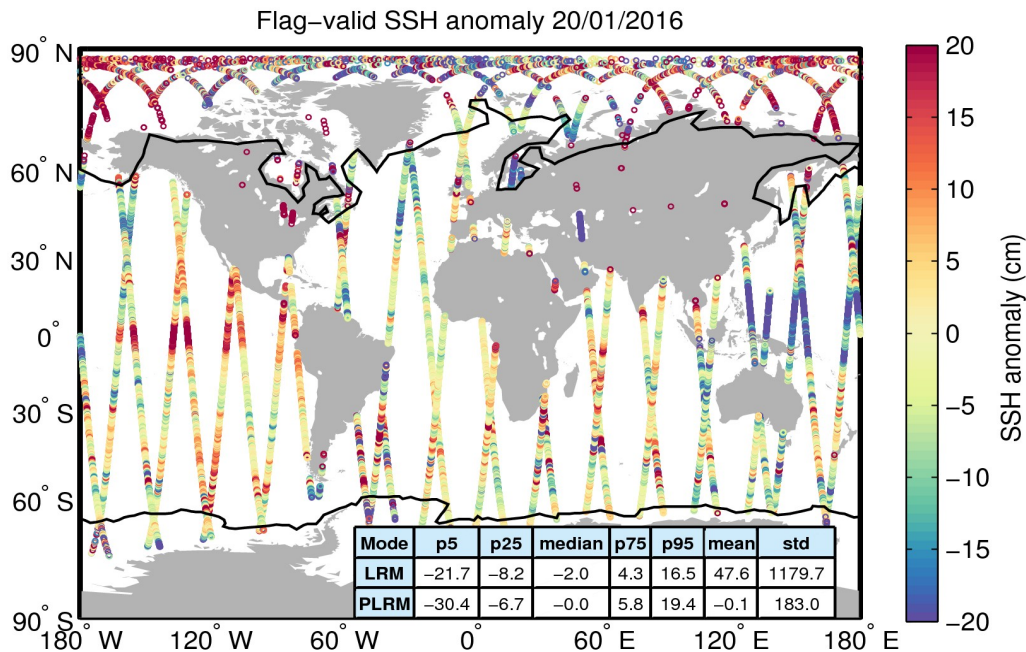 Flag−valid SSH anomaly 20/01/2016
90° N
60° N
30° N
0°
30° S
60° S
90° S
180° W
120° W
60° W
0°
60° E
120° E
180° E
Mode p5 p25 median p75 p95 mean std
LRM −21.7 −8.2 −2.0 4.3 16.5 47.6 1179.7
PLRM −30.4 −6.7 −0.0 5.8 19.4 −0.1 183.0
20
15
10
5
0
−5
−10
−15
−20
SSH anomaly (cm)